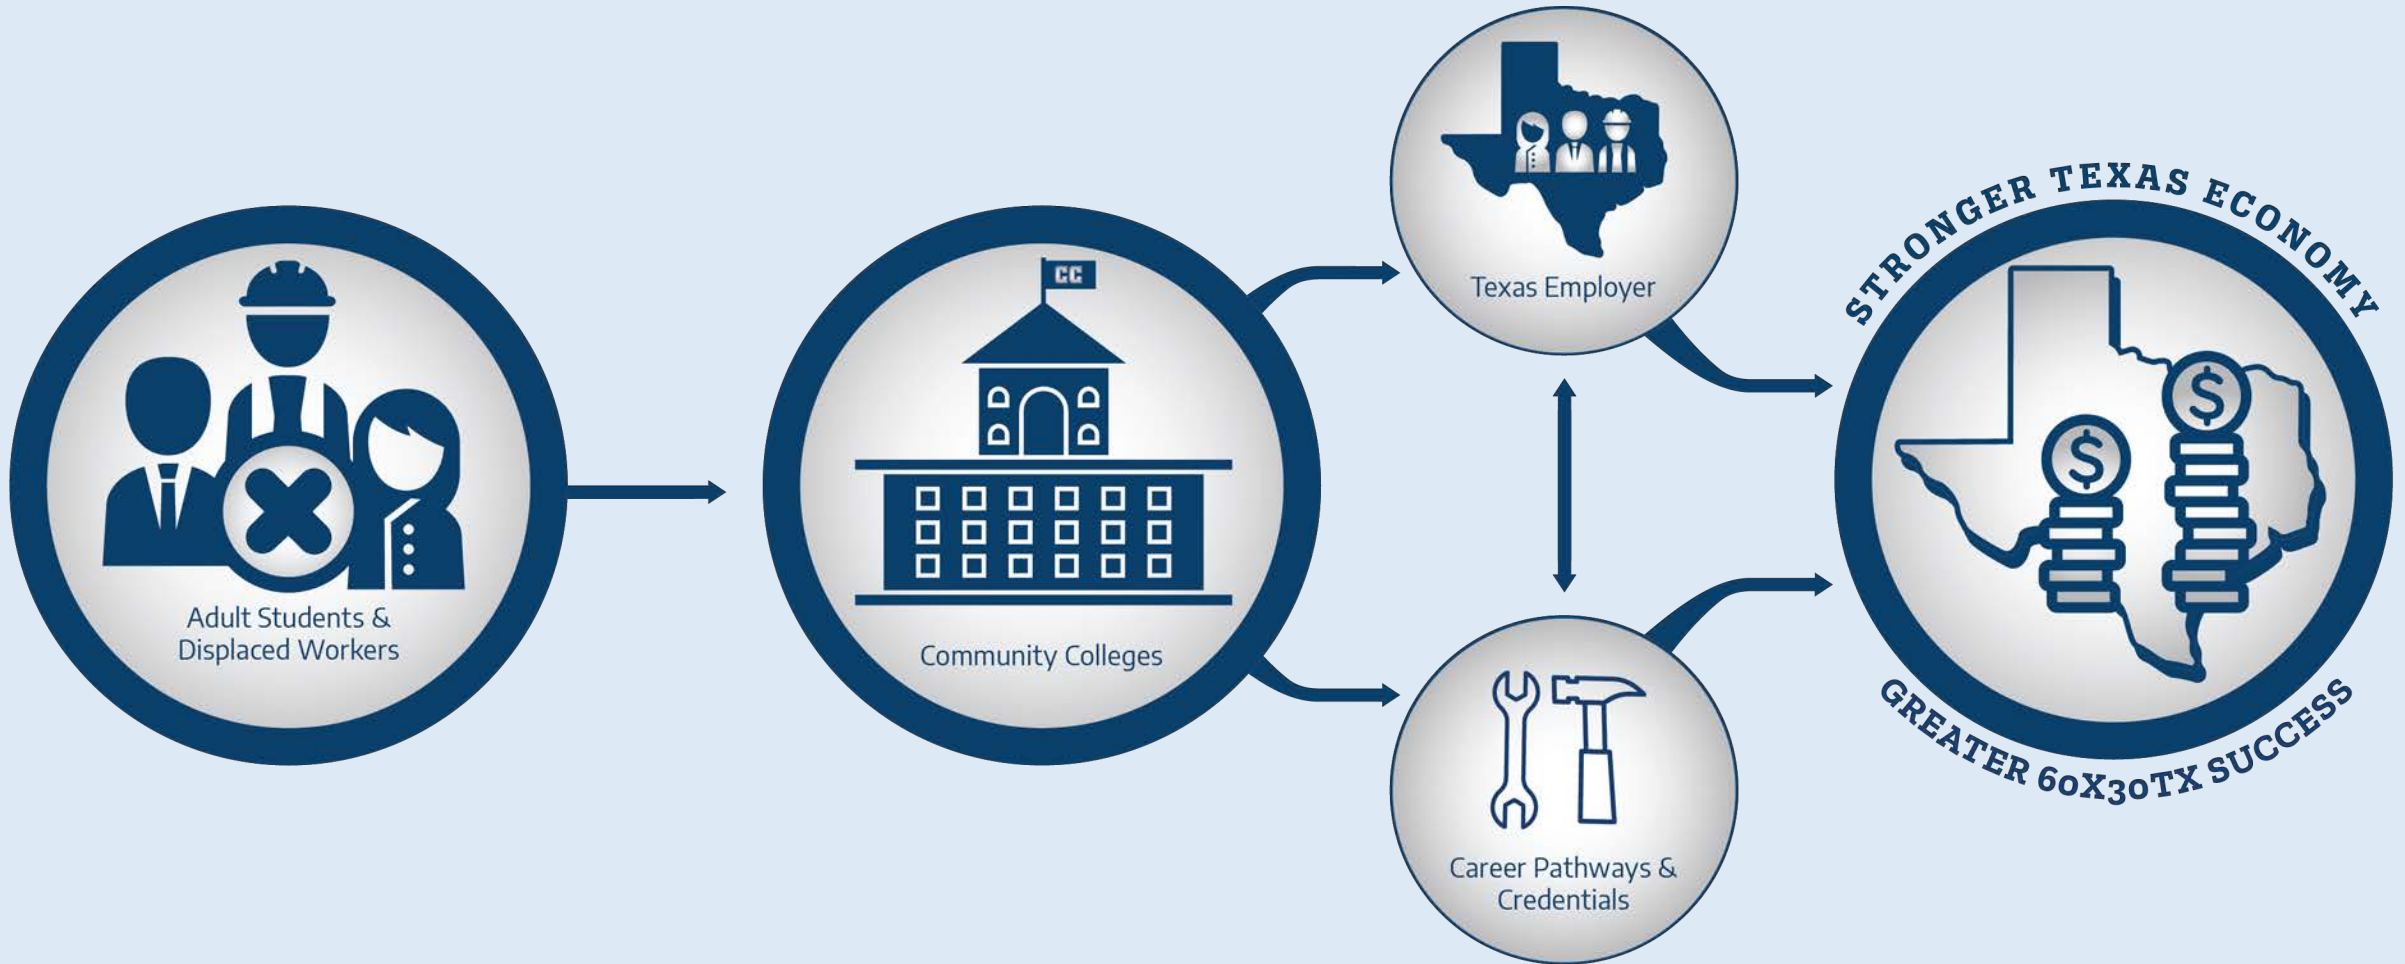 Adult Students &
Displaced Workers
CC
Community Colleges
Texas Employer
Career Pathways &
Credentials
STRONGER TEXAS ECONOMY
$
$
GREATER 60X30TX SUCCESS